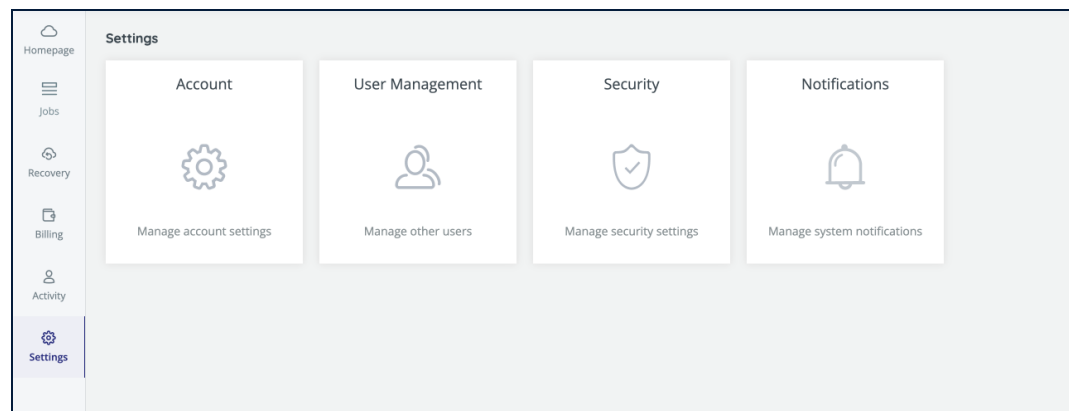 Homepage
Jobs
Recovery
Billing
Activity
Settings
Settings
Account
Manage account settings
User Management
Manage other users
Security
Manage security settings
Notifications
Manage system notifications